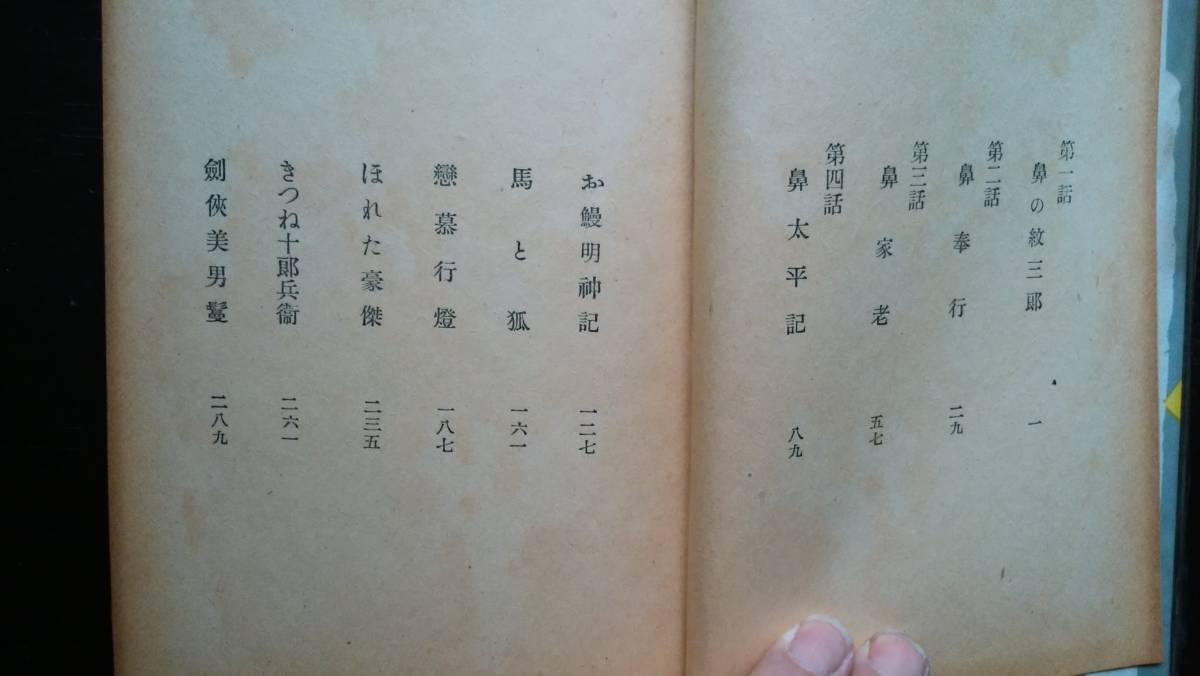 第一話
鼻の紋三郎 一
第二話
鼻奉行 二九
第三話
鼻家老 五七
第四話
鼻太平記 八九
お鰻明神記 一二七
馬と狐 一六一
戀慕行燈 一八七
ほれた豪傑 二三五
きつね十郎兵衞 二六一
劍俠美男鬘 二八九